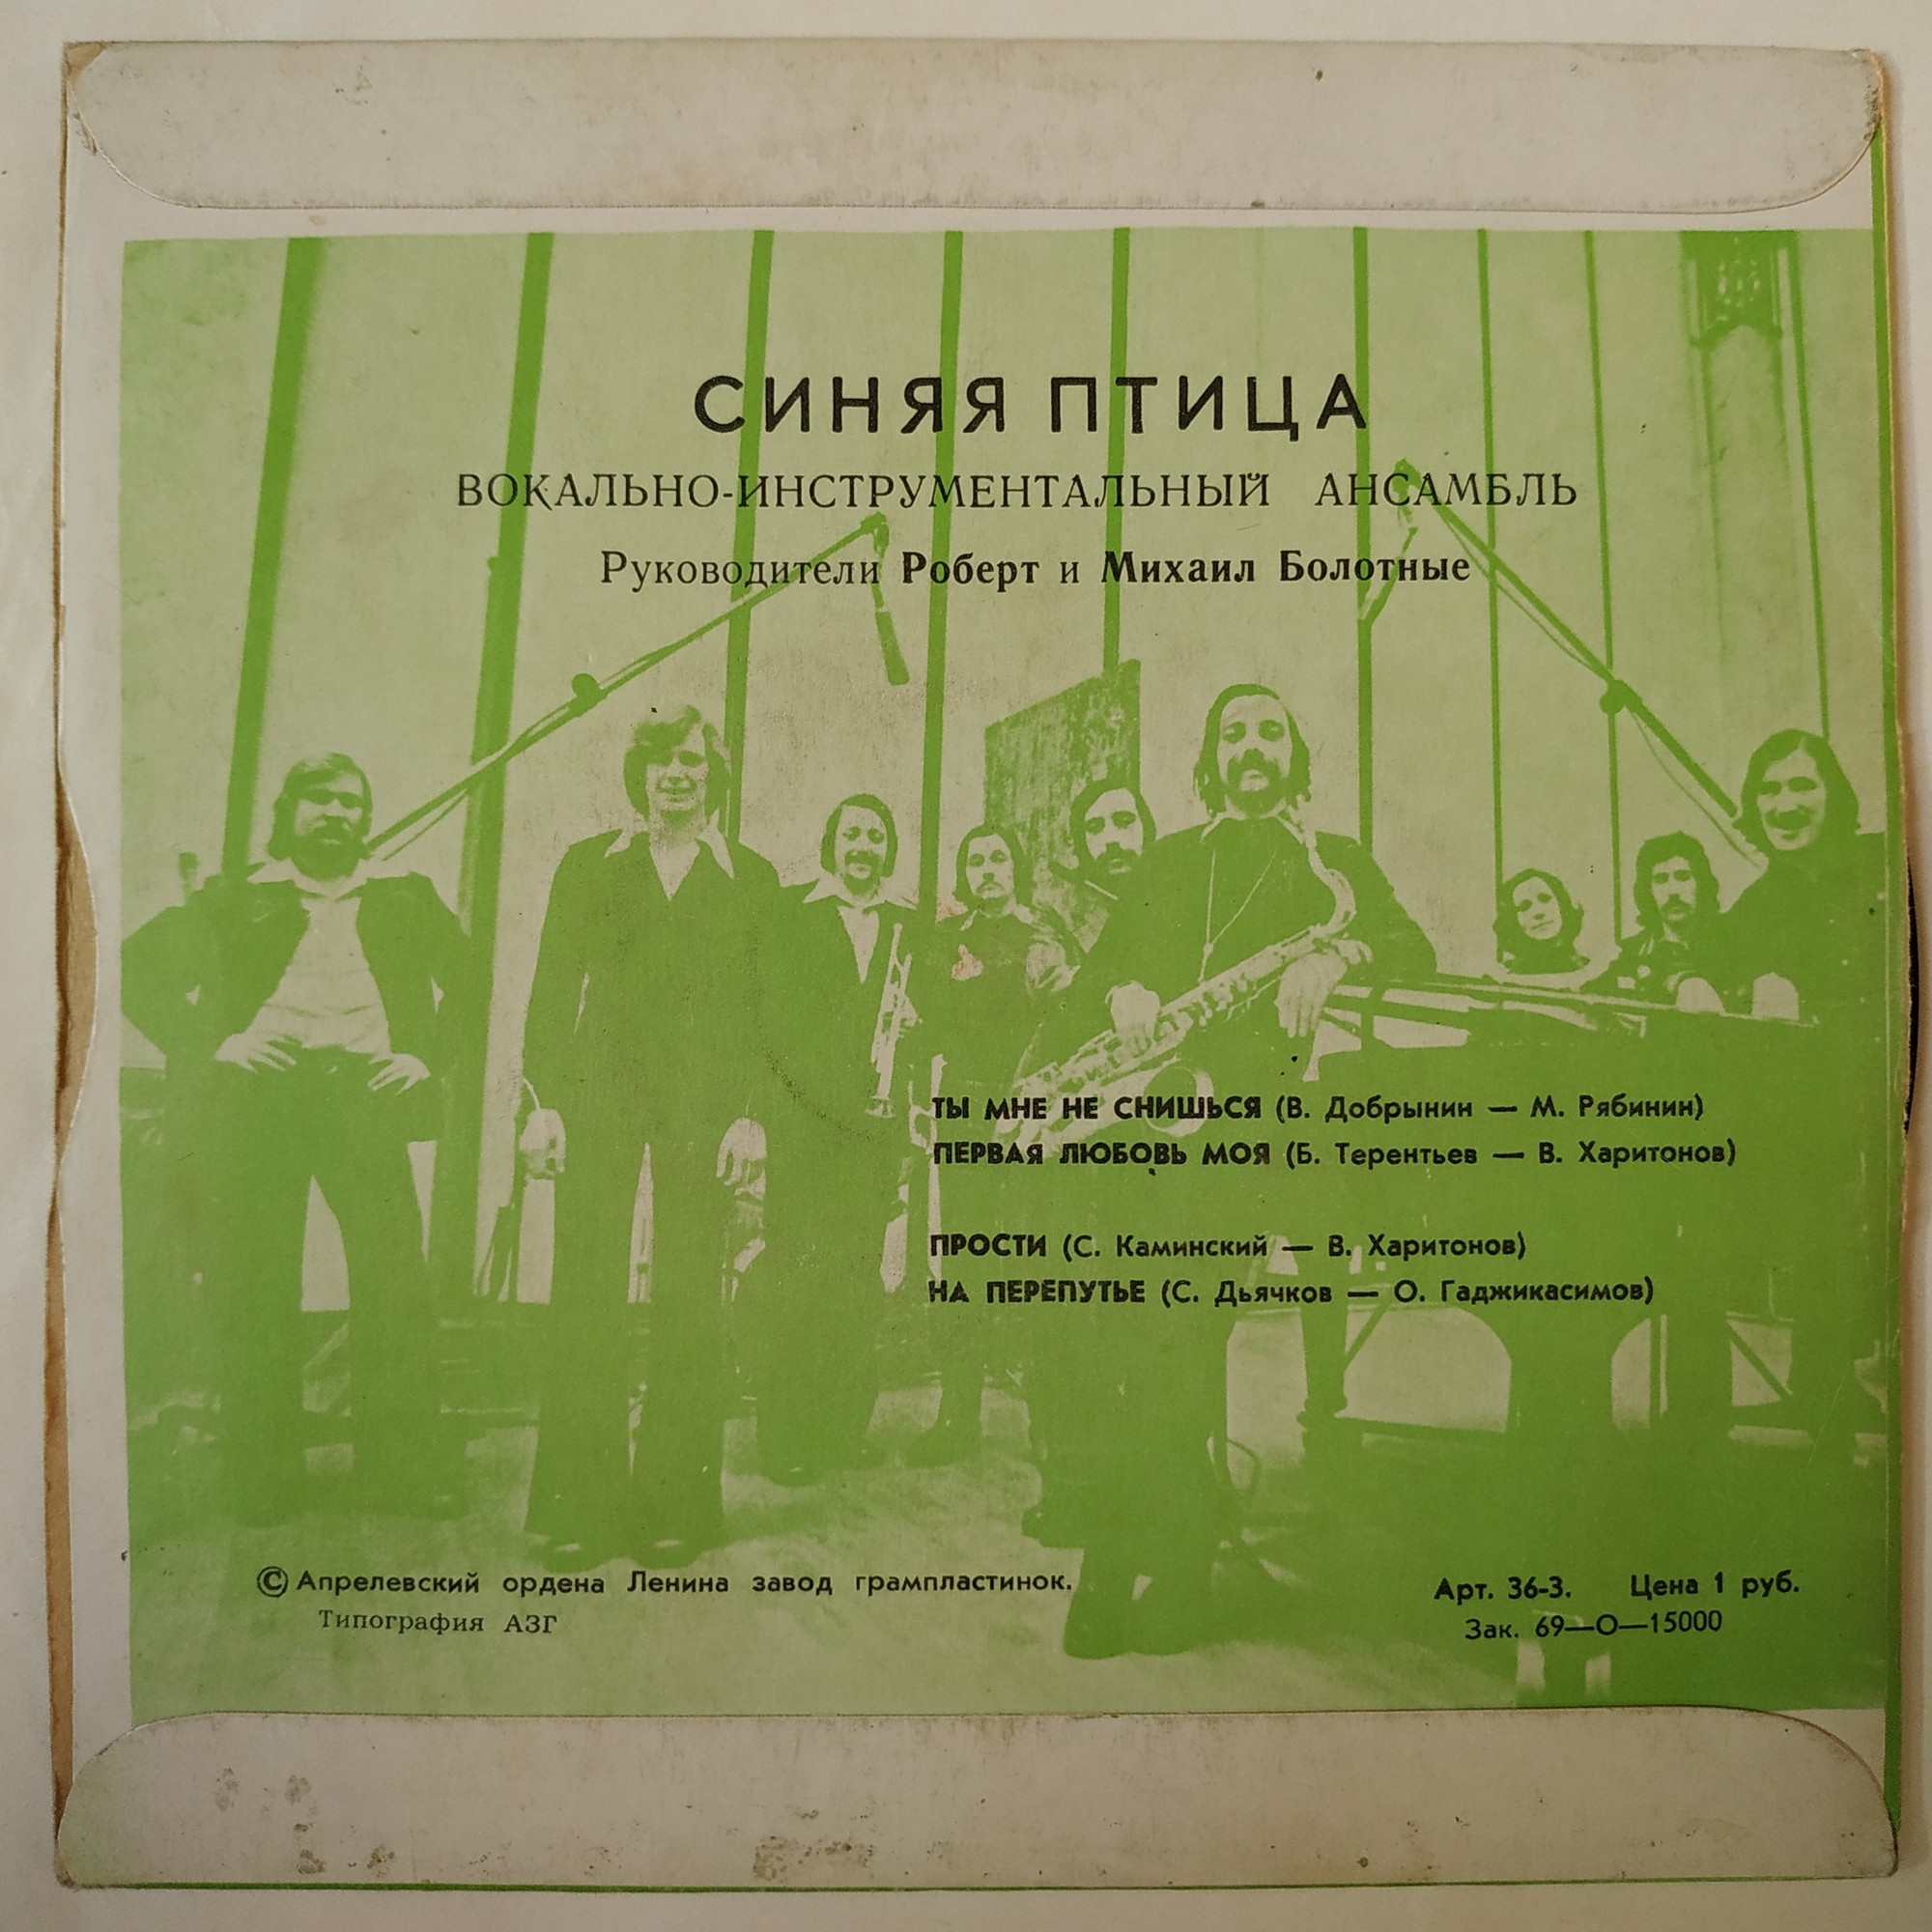 СИНЯЯ ПТИЦА
ВОКАЛЬНО-ИНСТРУМЕНТАЛЬНЫЙ АНСАМБЛЬ
Руководители Роберт и Михаил Болотные
ТЫ МНЕ НЕ СНИШЬСЯ (В. Добрынин — М. Рябинин)
ПЕРВАЯ ЛЮБОВЬ МОЯ (Б. Терентьев — В. Харитонов)
ПРОСТИ (С. Каминский — В. Харитонов)
НА ПЕРЕПУТЬЕ (С. Дьячков — О. Гаджикасимов)
© Апрелевский ордена Ленина завод грампластинок.
Типография АЗГ
Арт. 36-3. Цена 1 руб.
Зак. 69—О—15000